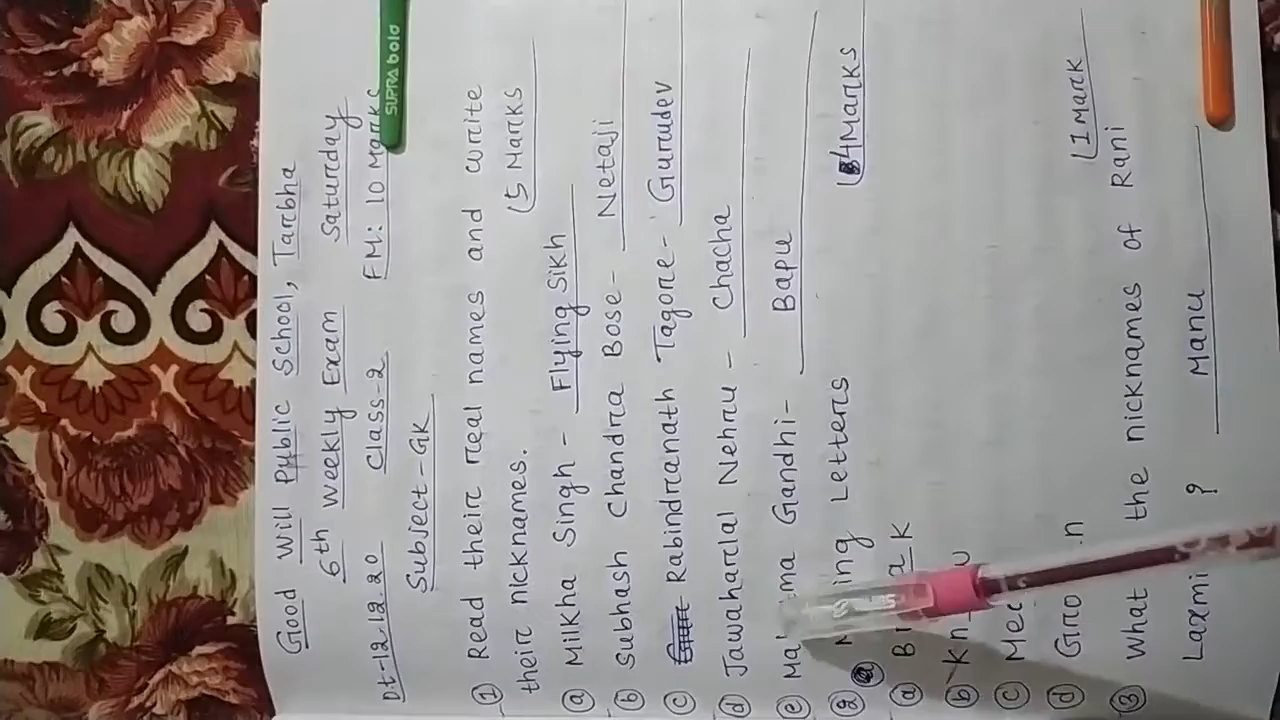 Good Will Public School, Tarbha
6th Weekly Exam Saturday
Dt-12.12.20 Class-2 FM: 10 Marks
Subject-GK
① Read their real names and write
their nicknames. (5 Marks
ⓐ Milkha Singh - Flying Sikh
ⓑ Subhash Chandra Bose- Netaji
ⓒ Rabindranath Tagore- Gurudev
ⓓ Jawaharlal Nehru - Chacha
ⓔ Gandhi- Bapu
② Letters (4 Marks
ⓐ
ⓑ
ⓒ
ⓓ
③ What the nicknames of Rani (1 Mark
Laxmi ? Manu
SUPRA bold